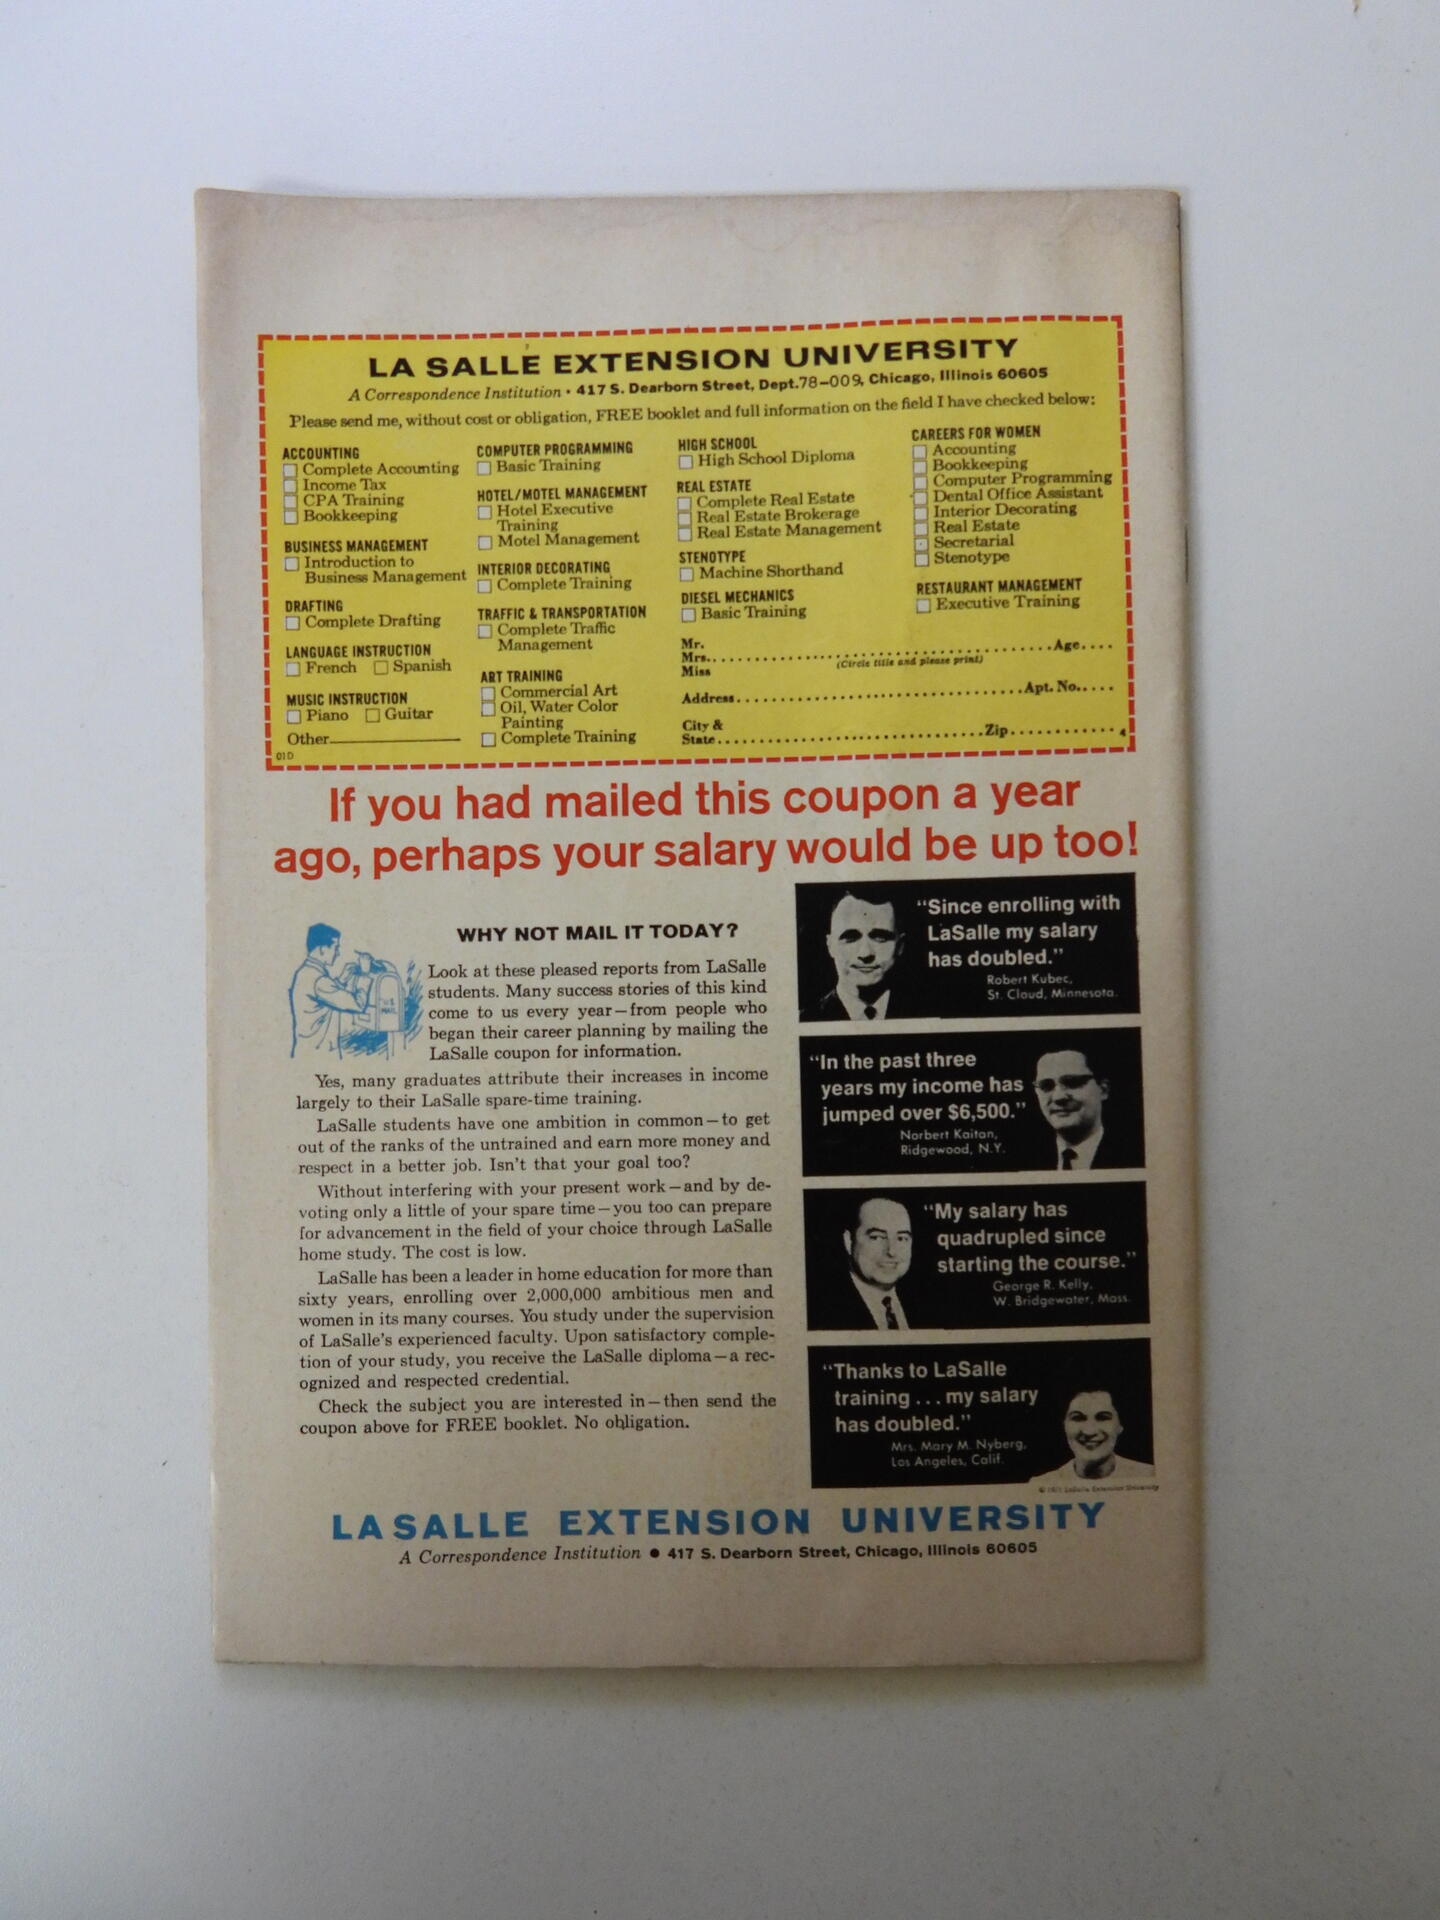 LA SALLE EXTENSION UNIVERSITY
A Correspondence Institution • 417 S. Dearborn Street, Dept. 78-009, Chicago, Illinois 60605
Please send me, without cost or obligation, FREE booklet and full information on the field I have checked below:
ACCOUNTING
Complete Accounting
Income Tax
CPA Training
Bookkeeping
BUSINESS MANAGEMENT
Introduction to
Business Management
DRAFTING
Complete Drafting
LANGUAGE INSTRUCTION
French Spanish
MUSIC INSTRUCTION
Piano Guitar
Other
01D
COMPUTER PROGRAMMING
Basic Training
HOTEL/MOTEL MANAGEMENT
Hotel Executive
Training
Motel Management
INTERIOR DECORATING
Complete Training
TRAFFIC & TRANSPORTATION
Complete Traffic
Management
ART TRAINING
Commercial Art
Oil, Water Color
Painting
Complete Training
HIGH SCHOOL
High School Diploma
REAL ESTATE
Complete Real Estate
Real Estate Brokerage
Real Estate Management
STENOTYPE
Machine Shorthand
DIESEL MECHANICS
Basic Training
CAREERS FOR WOMEN
Accounting
Bookkeeping
Computer Programming
Dental Office Assistant
Interior Decorating
Real Estate
Secretarial
Stenotype
RESTAURANT MANAGEMENT
Executive Training
Mr.
Mrs. Age
(Circle title and please print)
Miss
Address Apt. No.
City &
State Zip 4
If you had mailed this coupon a year
ago, perhaps your salary would be up too!
WHY NOT MAIL IT TODAY?
U.S.
MAIL
Look at these pleased reports from LaSalle
students. Many success stories of this kind
come to us every year—from people who
began their career planning by mailing the
LaSalle coupon for information.
Yes, many graduates attribute their increases in income
largely to their LaSalle spare-time training.
LaSalle students have one ambition in common—to get
out of the ranks of the untrained and earn more money and
respect in a better job. Isn't that your goal too?
Without interfering with your present work—and by de-
voting only a little of your spare time—you too can prepare
for advancement in the field of your choice through LaSalle
home study. The cost is low.
LaSalle has been a leader in home education for more than
sixty years, enrolling over 2,000,000 ambitious men and
women in its many courses. You study under the supervision
of LaSalle's experienced faculty. Upon satisfactory comple-
tion of your study, you receive the LaSalle diploma—a rec-
ognized and respected credential.
Check the subject you are interested in—then send the
coupon above for FREE booklet. No obligation.
"Since enrolling with
LaSalle my salary
has doubled."
Robert Kubec,
St. Cloud, Minnesota.
"In the past three
years my income has
jumped over $6,500."
Norbert Kaitan,
Ridgewood, N.Y.
"My salary has
quadrupled since
starting the course."
George R. Kelly,
W. Bridgewater, Mass.
"Thanks to LaSalle
training . . . my salary
has doubled."
Mrs. Mary M. Nyberg,
Los Angeles, Calif.
© 1971 LaSalle Extension University
LA SALLE EXTENSION UNIVERSITY
A Correspondence Institution • 417 S. Dearborn Street, Chicago, Illinois 60605